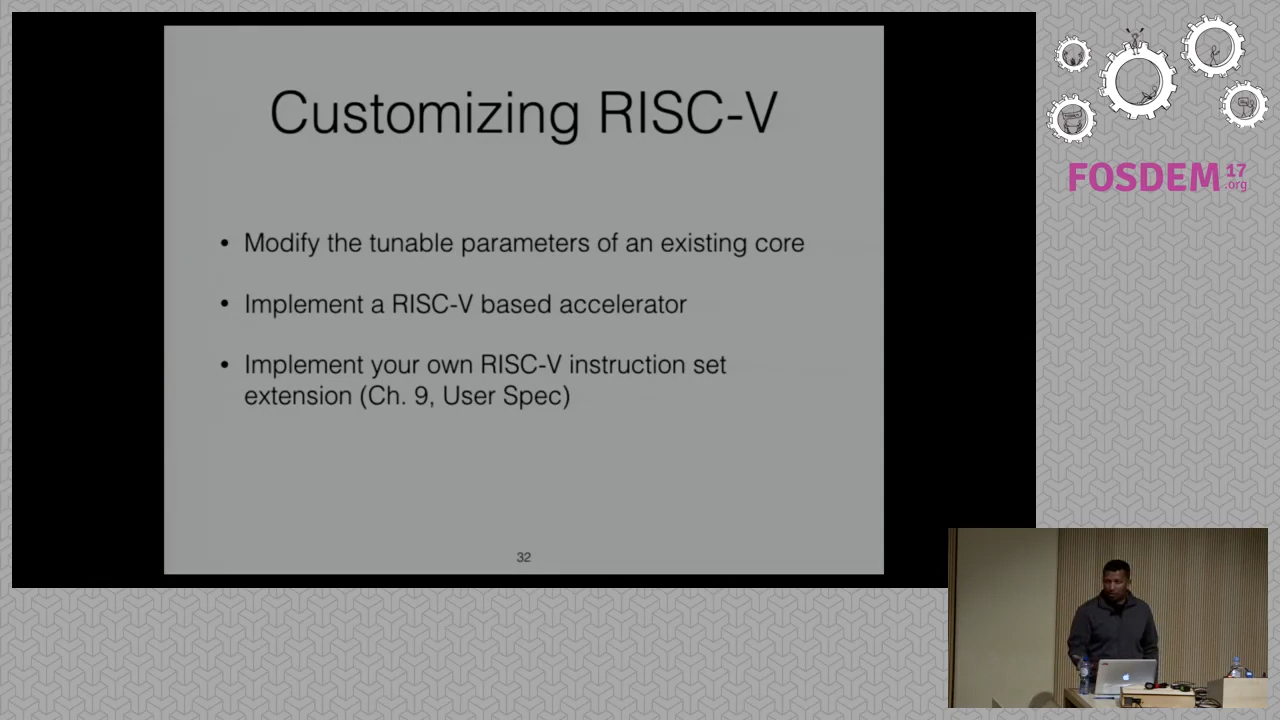 Customizing RISC-V
• Modify the tunable parameters of an existing core
• Implement a RISC-V based accelerator
• Implement your own RISC-V instruction set
extension (Ch. 9, User Spec)
32
FOSDEM 17
.org